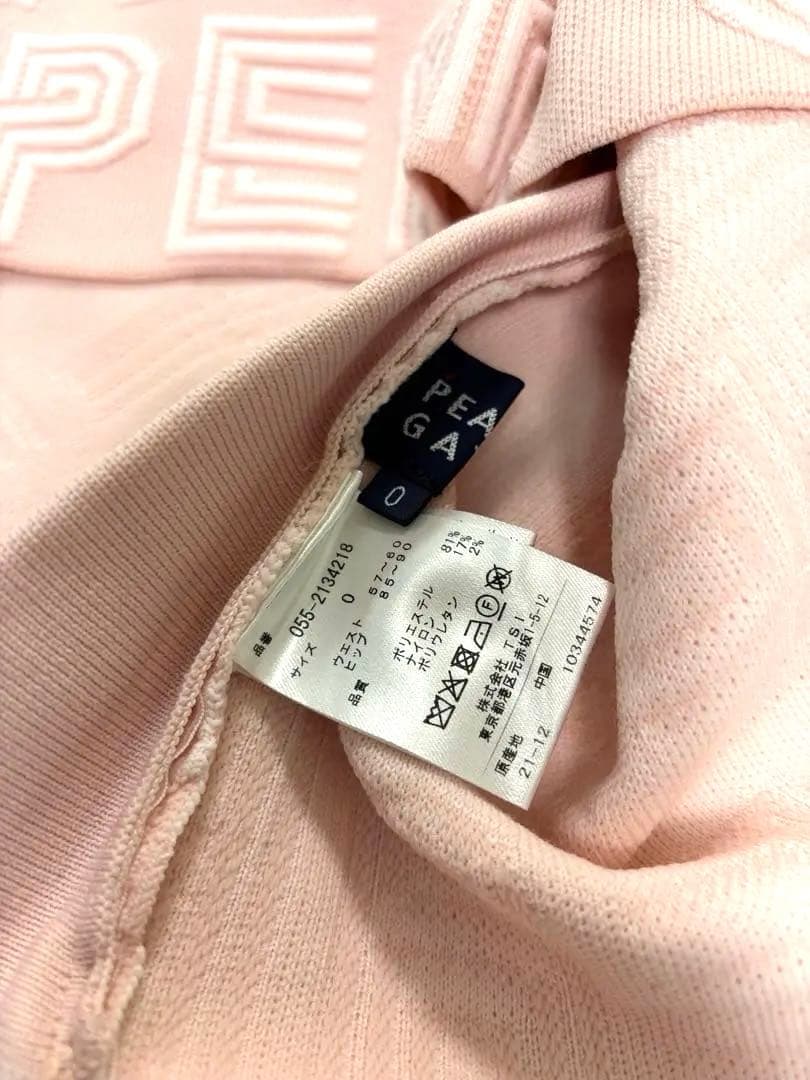 PE
PEA
GA
0
品番
055-2134218
サイズ
0
ウエスト 57～60
ヒップ 85～90
品質
ポリエステル 81%
ナイロン 17%
ポリウレタン 2%
株式会社 TSI
東京都港区元赤坂1-5-12
原産地 中国
21-12 10344574